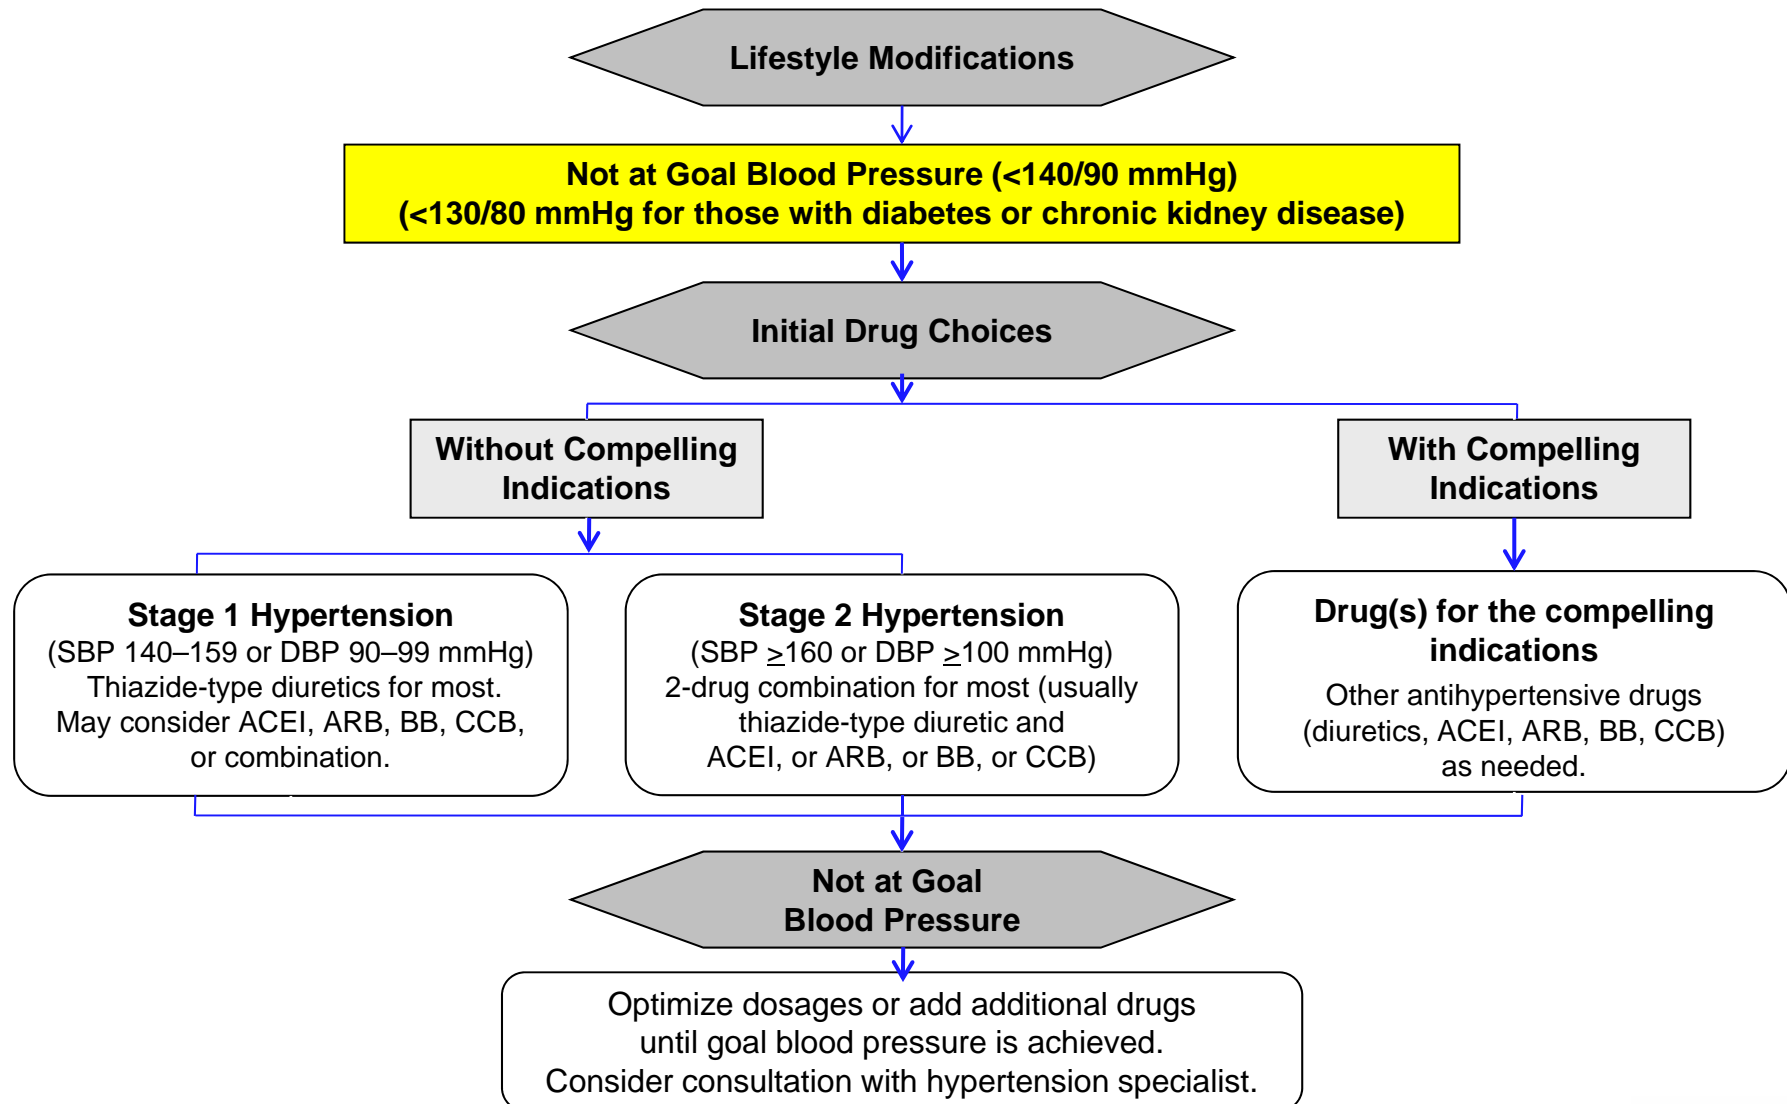 Lifestyle Modifications
Not at Goal Blood Pressure (<140/90 mmHg)
(<130/80 mmHg for those with diabetes or chronic kidney disease)
Initial Drug Choices
Without Compelling
Indications
With Compelling
Indications
Stage 1 Hypertension
(SBP 140–159 or DBP 90–99 mmHg)
Thiazide-type diuretics for most.
May consider ACEI, ARB, BB, CCB,
or combination.
Stage 2 Hypertension
(SBP ≥160 or DBP ≥100 mmHg)
2-drug combination for most (usually
thiazide-type diuretic and
ACEI, or ARB, or BB, or CCB)
Drug(s) for the compelling
indications
Other antihypertensive drugs
(diuretics, ACEI, ARB, BB, CCB)
as needed.
Not at Goal
Blood Pressure
Optimize dosages or add additional drugs
until goal blood pressure is achieved.
Consider consultation with hypertension specialist.